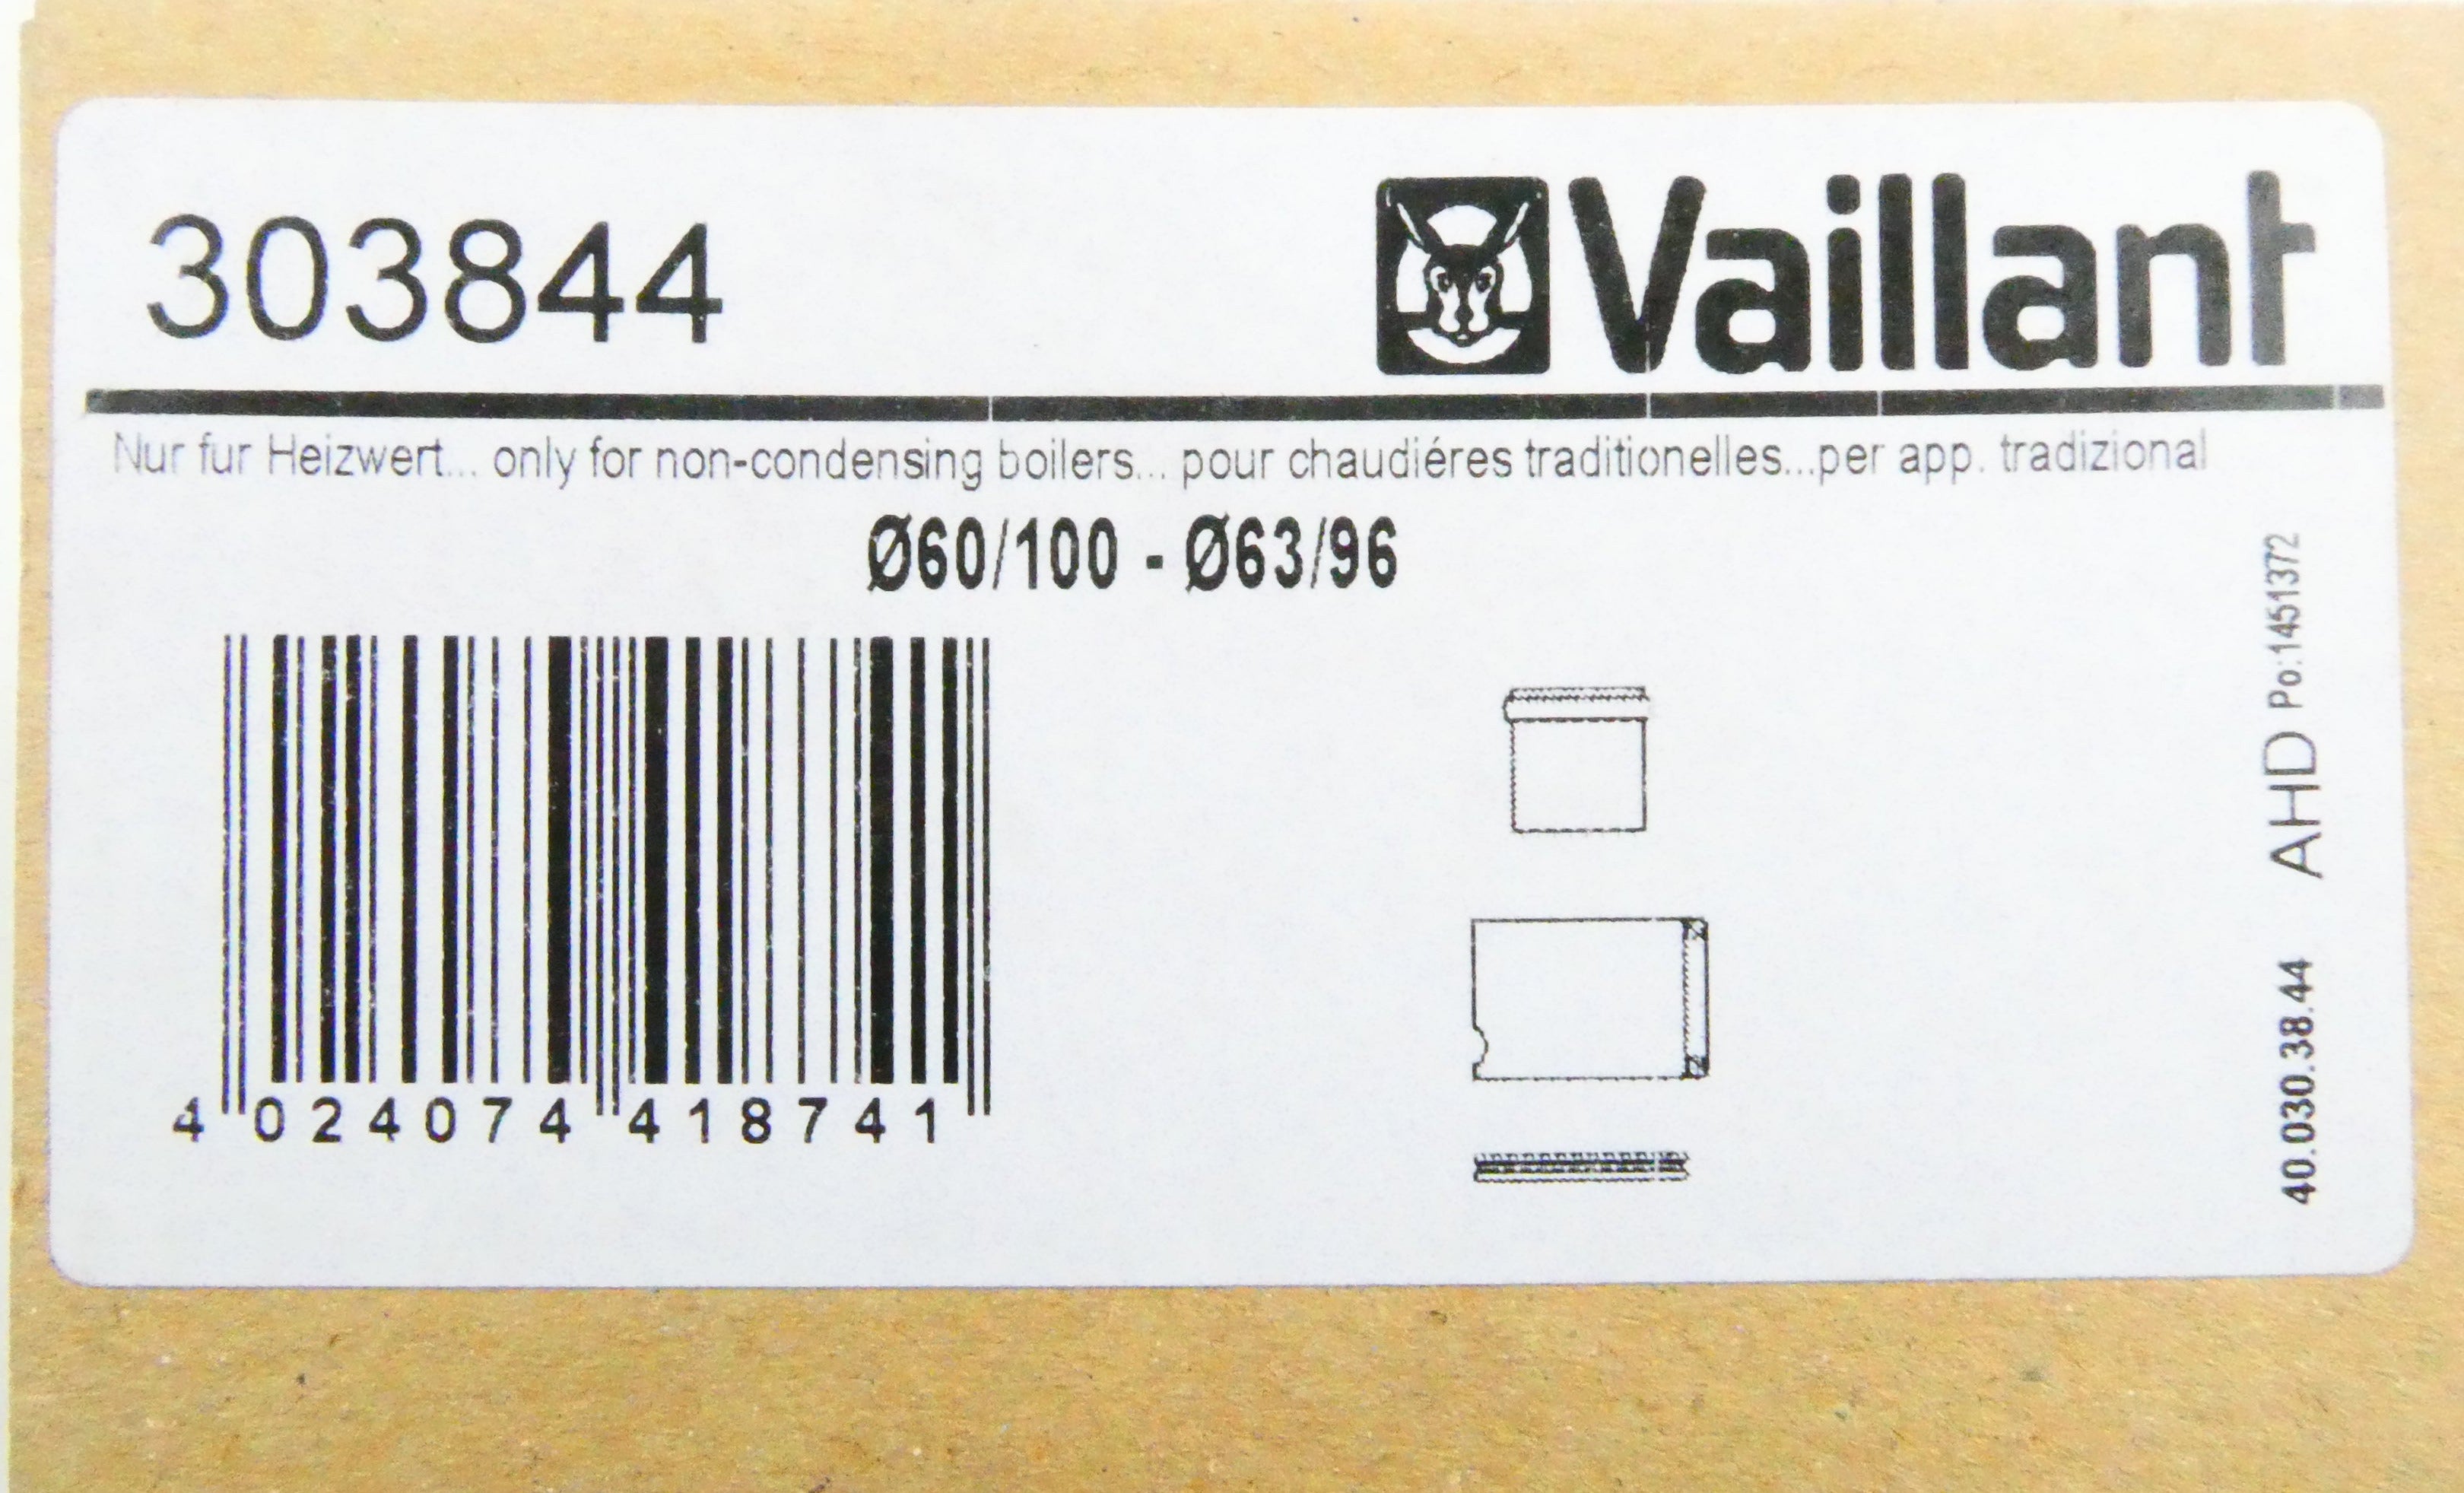 303844
Vaillant
Nur fur Heizwert... only for non-condensing boilers... pour chaudiéres traditionelles...per app. tradizional
Ø60/100 - Ø63/96
4 024074 418741
40.030.38.44 AHD Po:1451372